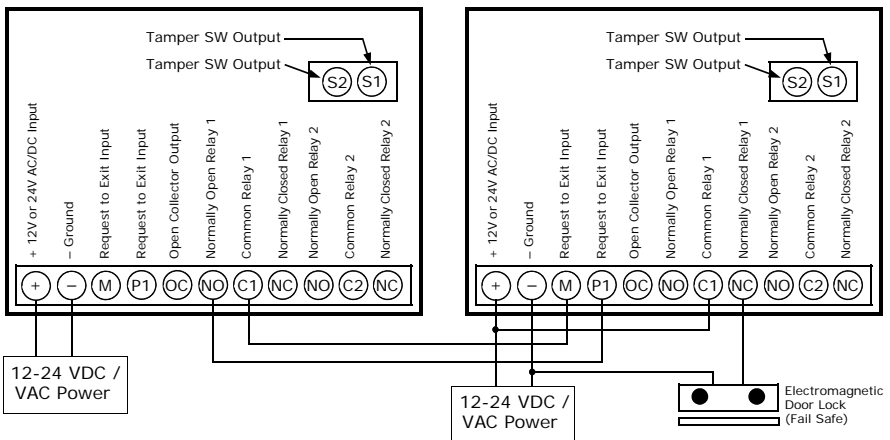 Tamper SW Output
Tamper SW Output
S2 S1
+ 12V or 24V AC/DC Input
– Ground
Request to Exit Input
Request to Exit Input
Open Collector Output
Normally Open Relay 1
Common Relay 1
Normally Closed Relay 1
Normally Open Relay 2
Common Relay 2
Normally Closed Relay 2
+ – M P1 OC NO C1 NC NO C2 NC
12-24 VDC /
VAC Power
Tamper SW Output
Tamper SW Output
S2 S1
+ 12V or 24V AC/DC Input
– Ground
Request to Exit Input
Request to Exit Input
Open Collector Output
Normally Open Relay 1
Common Relay 1
Normally Closed Relay 1
Normally Open Relay 2
Common Relay 2
Normally Closed Relay 2
+ – M P1 OC NO C1 NC NO C2 NC
12-24 VDC /
VAC Power
Electromagnetic
Door Lock
(Fail Safe)